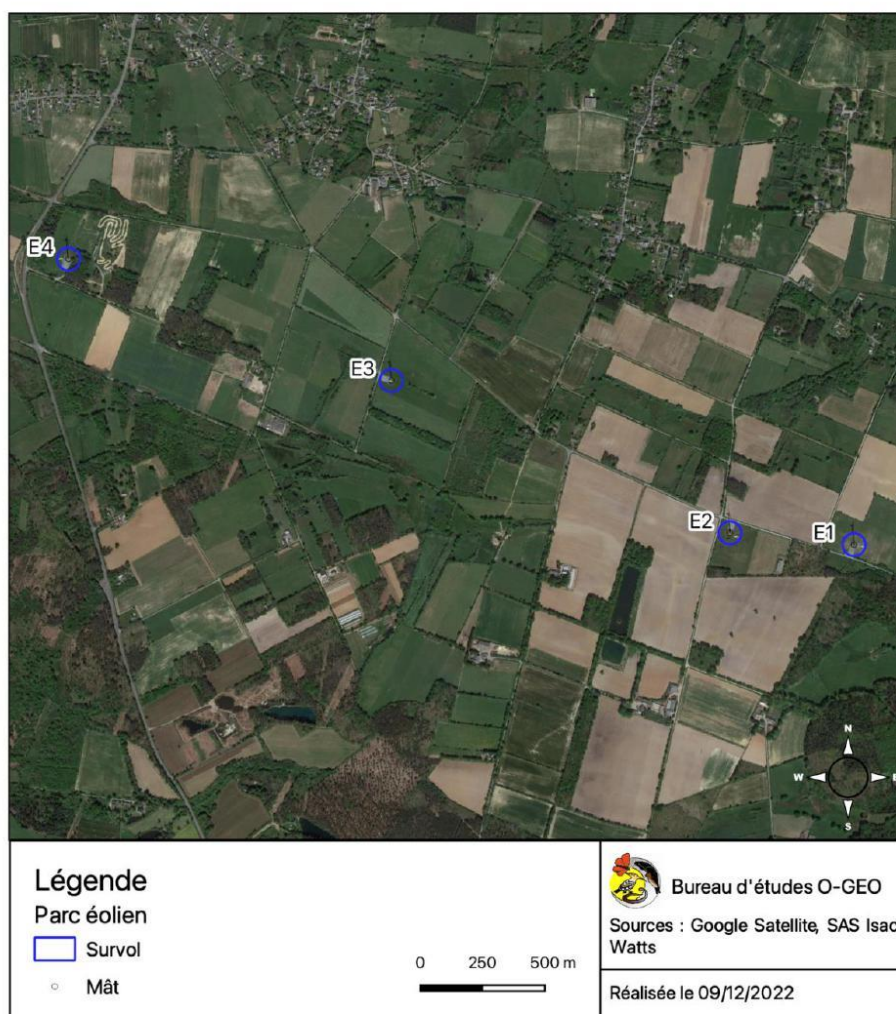 E4
E3
E2
E1
N
W
E
S
Légende
Parc éolien
Survol
Mât
0 250 500 m
Bureau d'études O-GEO
Sources : Google Satellite, SAS Isac
Watts
Réalisée le 09/12/2022